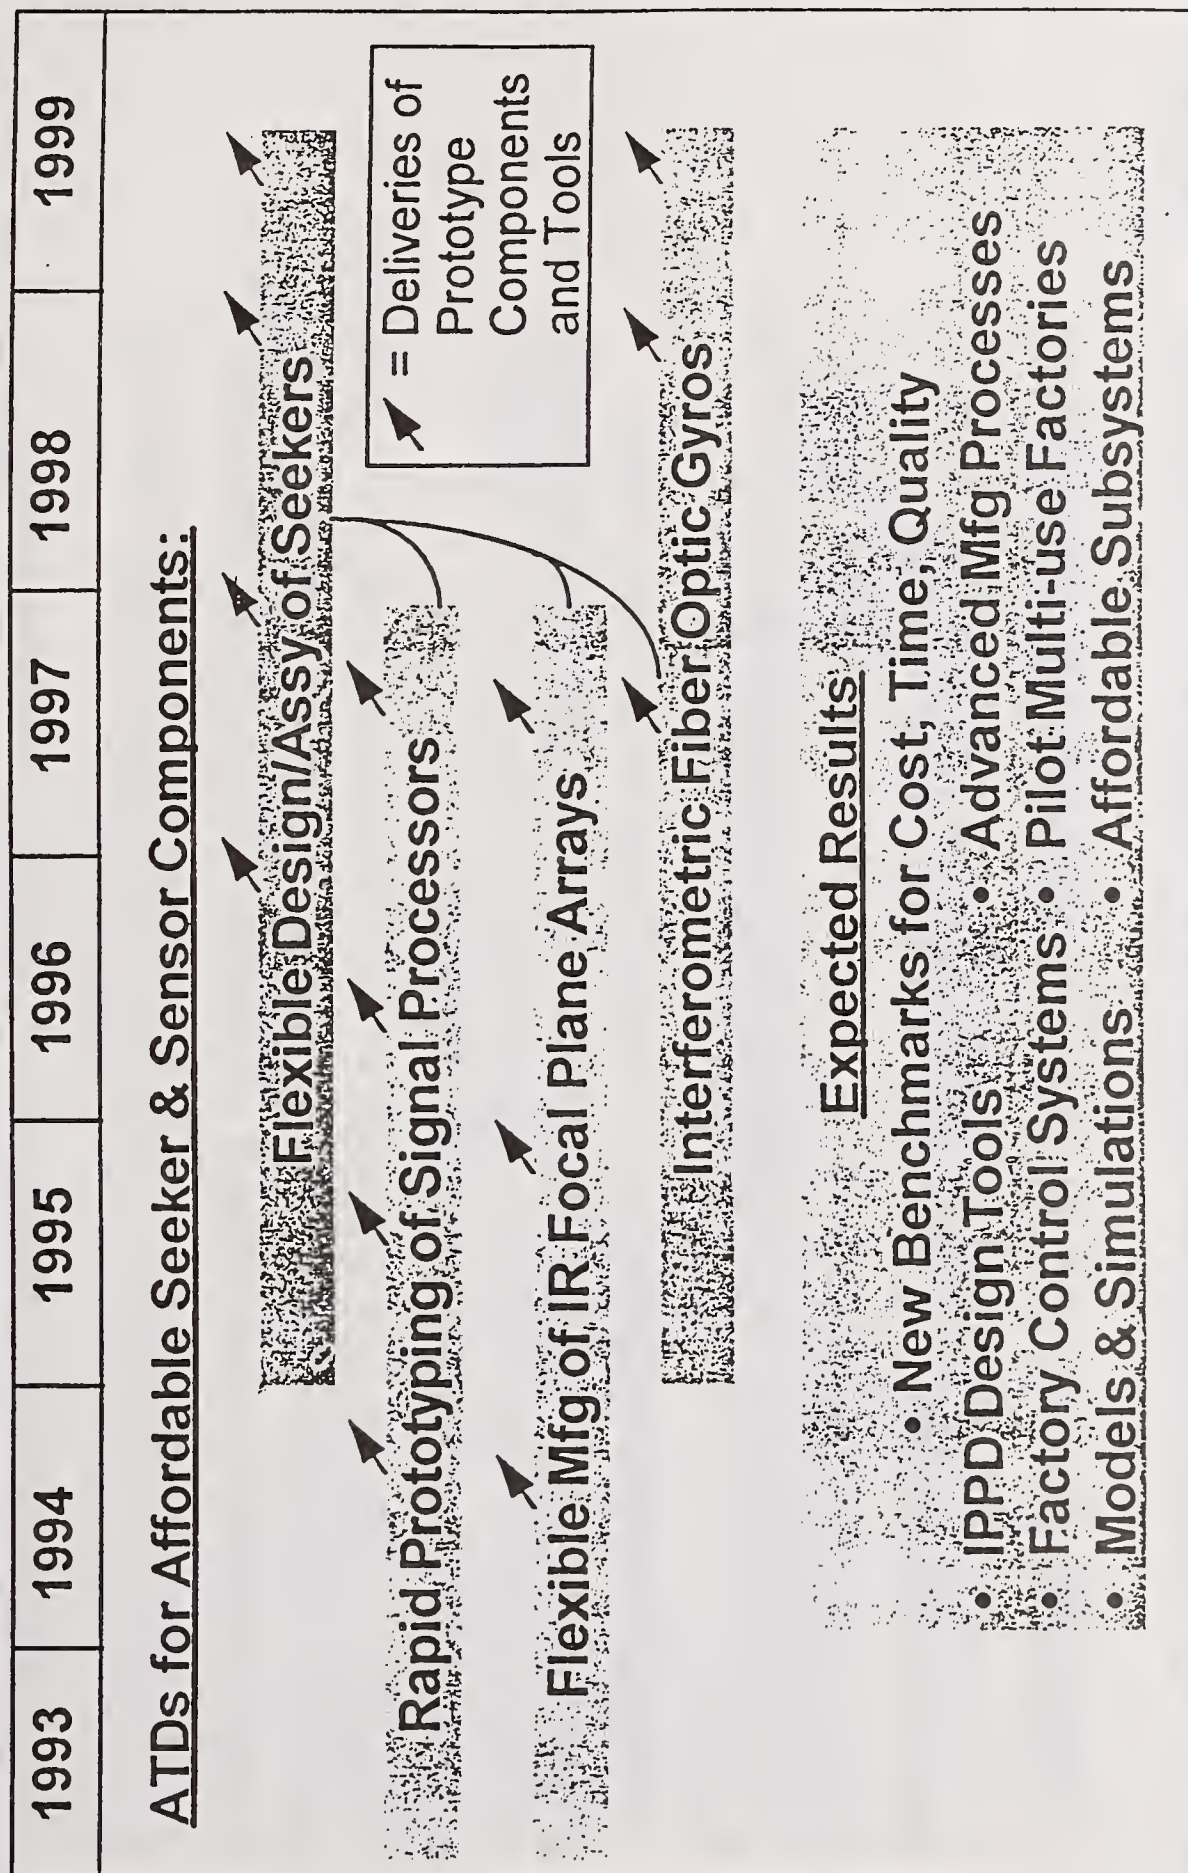 1993 1994 1995 1996 1997 1998 1999
ATDs for Affordable Seeker & Sensor Components:
Flexible Design/Assy of Seekers
Rapid Prototyping of Signal Processors
= Deliveries of
Prototype
Components
and Tools
Flexible Mfg of IR Focal Plane Arrays
Interferometric Fiber Optic Gyros
Expected Results
• New Benchmarks for Cost, Time, Quality
• IPPD Design Tools • Advanced Mfg Processes
• Factory Control Systems • Pilot Multi-use Factories
• Models & Simulations • Affordable Subsystems